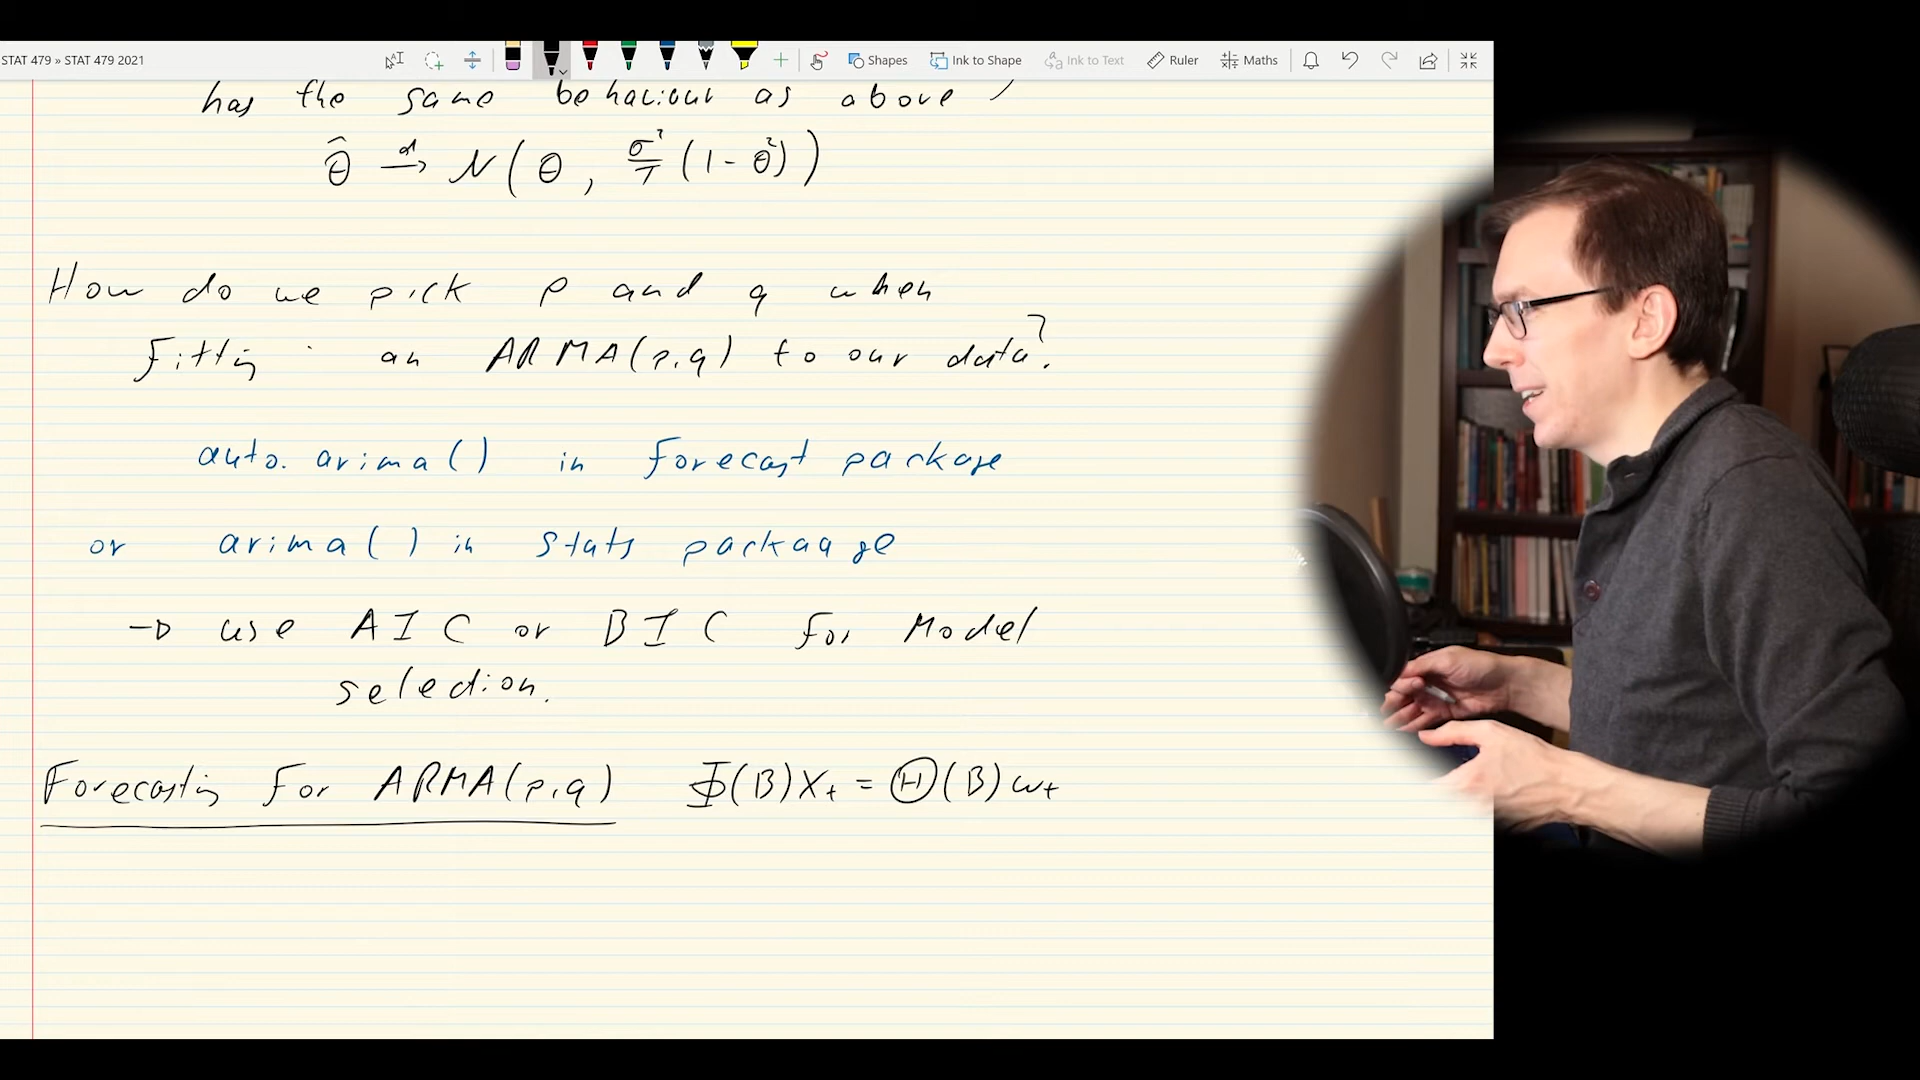 STAT 479 » STAT 479 2021
Shapes Ink to Shape Ink to Text Ruler Maths
has the same behaviour as above
θ̂ →d N(θ, σ²/T (1-θ²))
How do we pick p and q when
fitting an ARMA(p,q) to our data?
auto.arima() in forecast package
or arima() in stats packaage
→ use AIC or BIC for Model
selection.
Forecasting for ARMA(p,q) Φ(B)Xt = Θ(B)wt